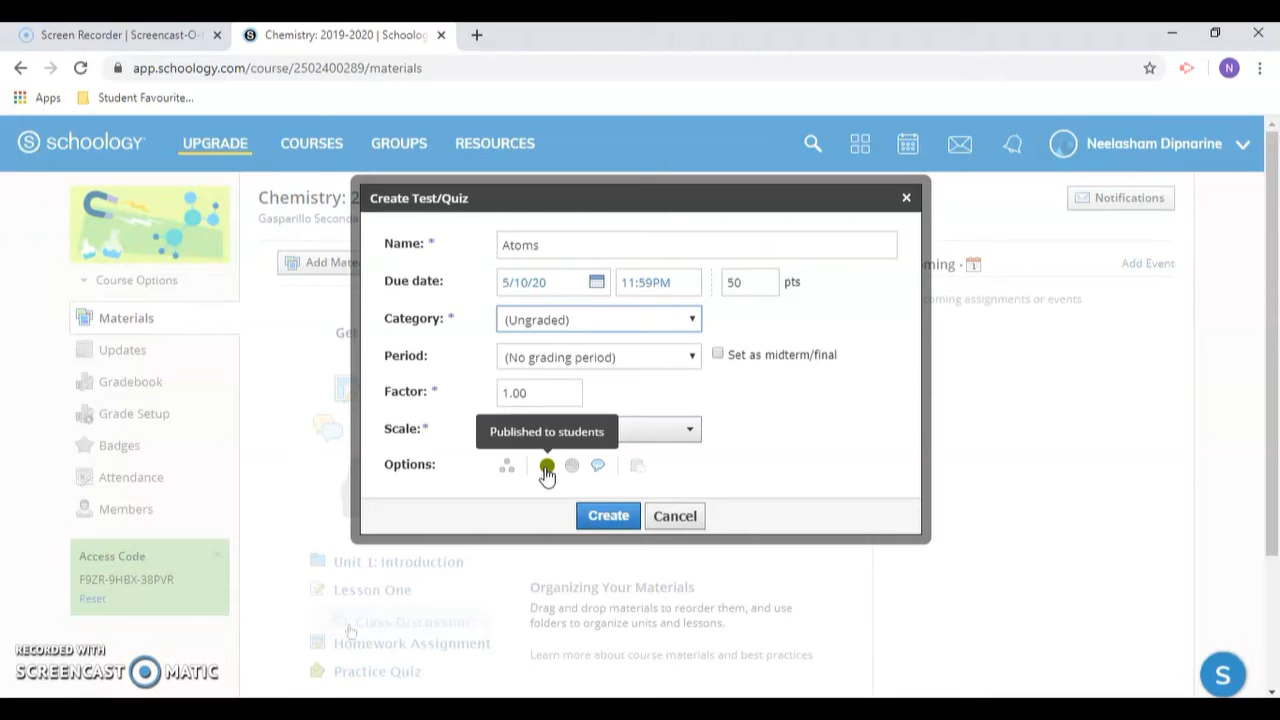 Screen Recorder | Screencast-O-
Chemistry: 2019-2020 | Schoolog
app.schoology.com/course/2502400289/materials
N
Apps
Student Favourite...
S schoology
UPGRADE
COURSES
GROUPS
RESOURCES
Neelasham Dipnarine
Chemistry: 2
Gasparillo Seconda
Notifications
Create Test/Quiz
Name: *
Atoms
Add Mate
ming
1
Add Event
Course Options
Due date:
5/10/20
11:59PM
50
pts
coming assignments or events
Materials
Category: *
(Ungraded)
Get
Updates
Period:
(No grading period)
Set as midterm/final
Gradebook
Factor: *
1.00
Grade Setup
Scale:*
Published to students
Badges
Options:
Attendance
Members
Create
Cancel
Access Code
F9ZR-9HBX-38PVR
Reset
Unit 1: Introduction
Lesson One
Class Discussion
Homework Assignment
Practice Quiz
Organizing Your Materials
Drag and drop materials to reorder them, and use
folders to organize units and lessons.
Learn more about course materials and best practices
RECORDED WITH
SCREENCAST MATIC
S